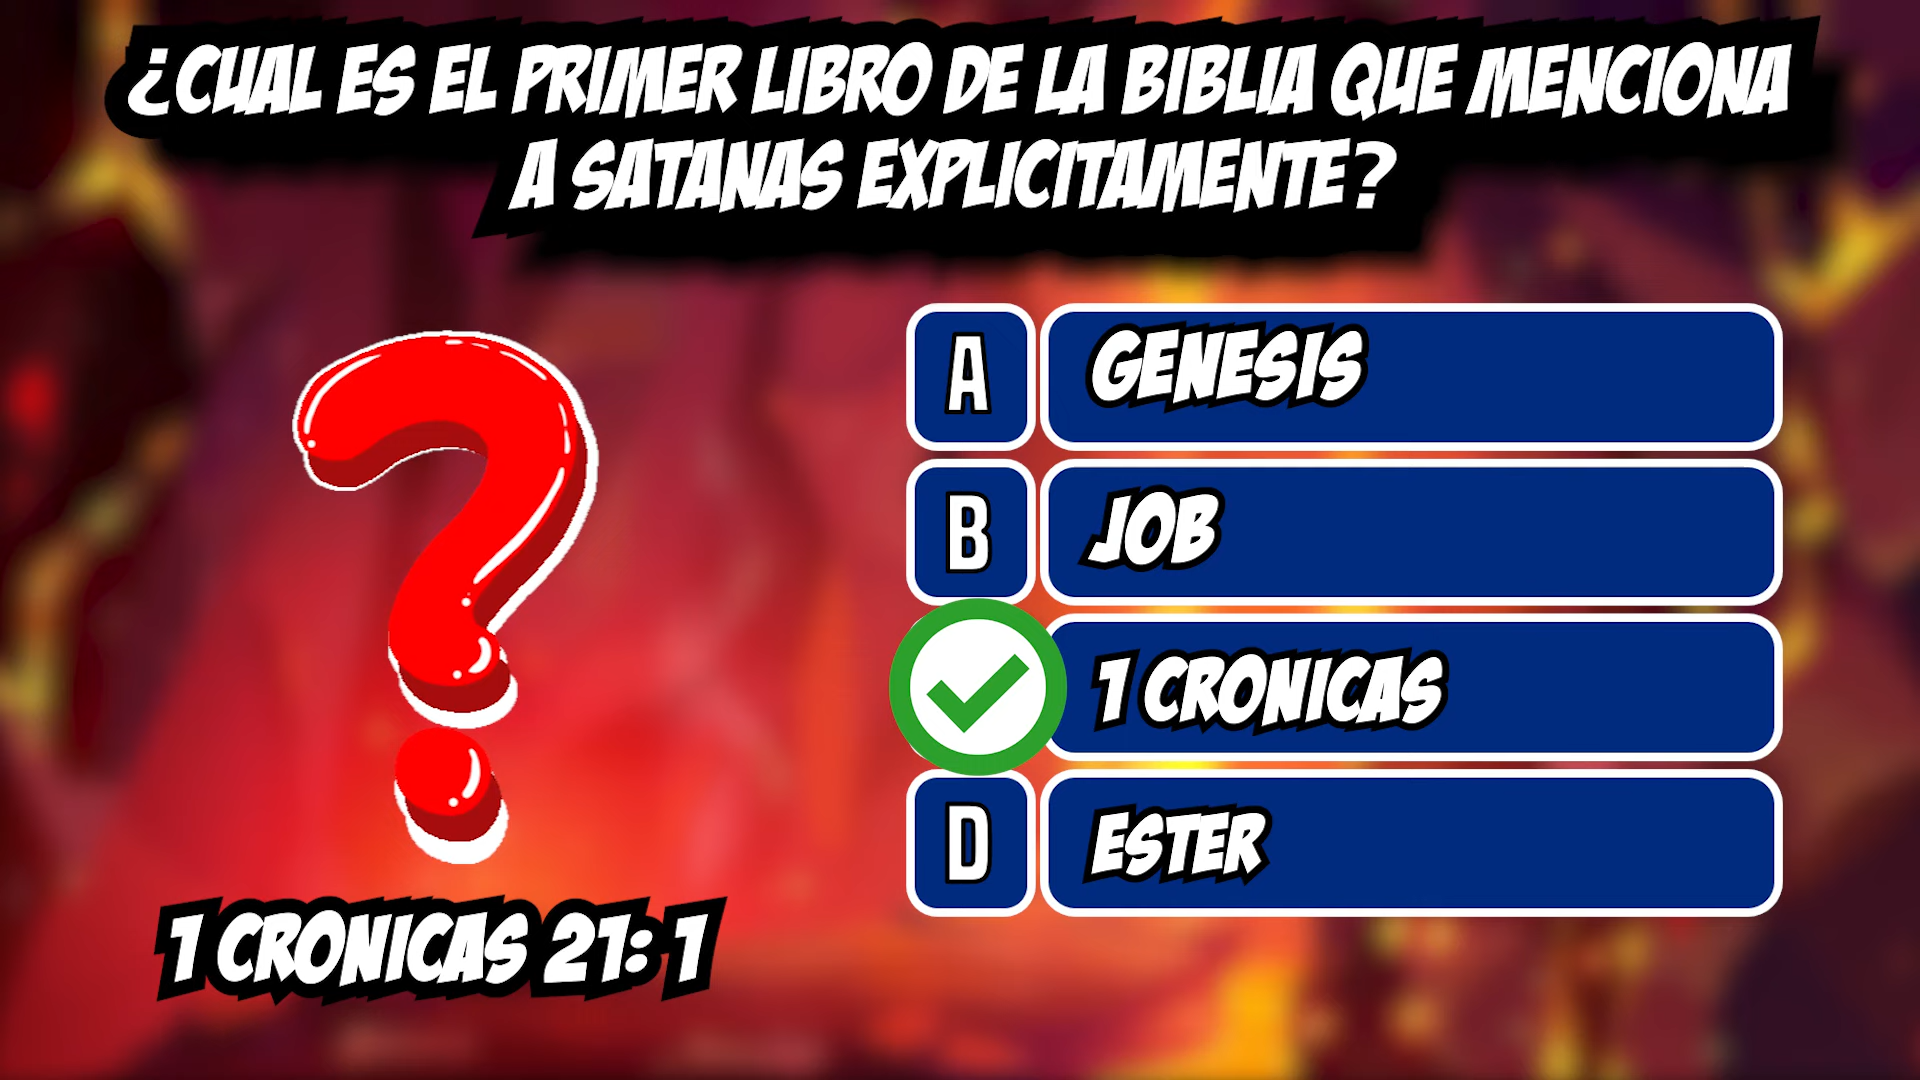 ¿CUAL ES EL PRIMER LIBRO DE LA BIBLIA QUE MENCIONA
A SATANAS EXPLICITAMENTE?
A GENESIS
B JOB
1 CRONICAS
D ESTER
1 CRONICAS 21: 1